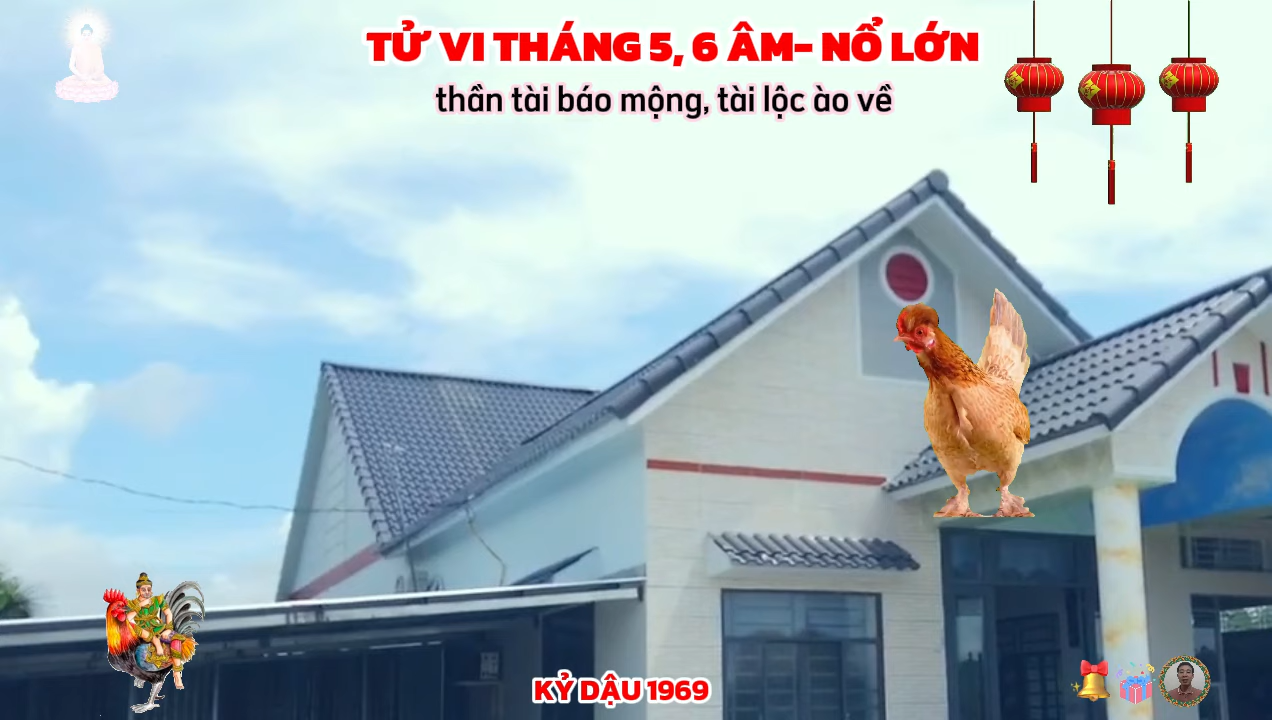 TỬ VI THÁNG 5, 6 ÂM- NỔ LỚN
thần tài báo mộng, tài lộc ào về
KỶ DẬU 1969